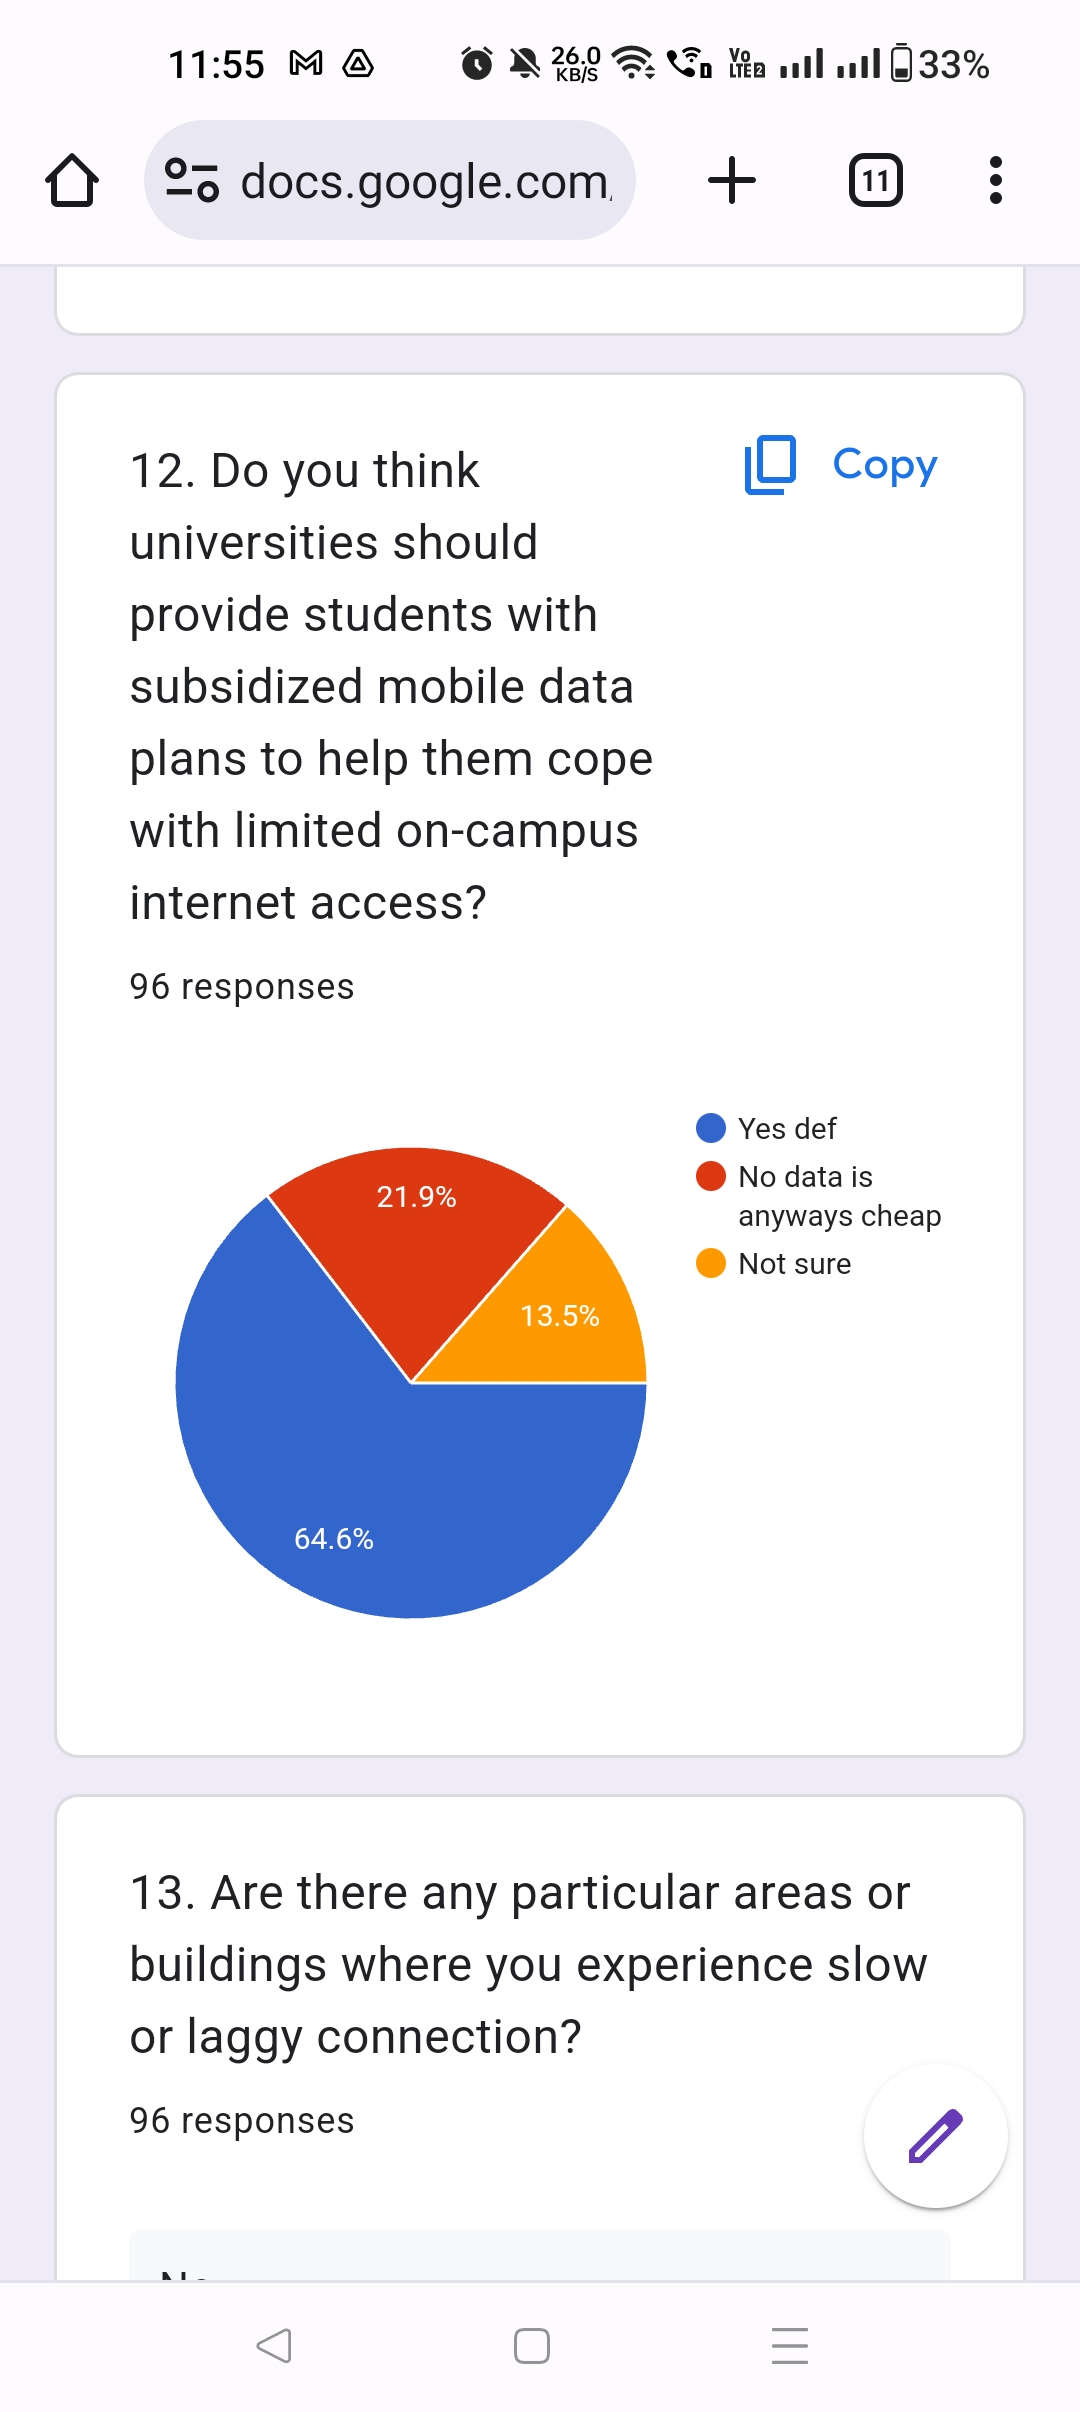 11:55
26.0
KB/S
Vo
LTE2
33%
docs.google.com
11
12. Do you think
universities should
provide students with
subsidized mobile data
plans to help them cope
with limited on-campus
internet access?
Copy
96 responses
Yes def
No data is
anyways cheap
Not sure
21.9%
13.5%
64.6%
13. Are there any particular areas or
buildings where you experience slow
or laggy connection?
96 responses